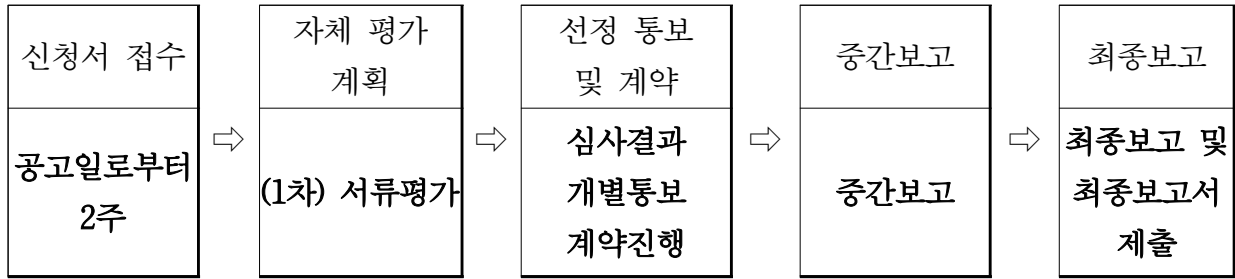 신청서 접수
공고일로부터
2주
⇨
자체 평가
계획
(1차) 서류평가
⇨
선정 통보
및 계약
심사결과
개별통보
계약진행
⇨
중간보고
중간보고
⇨
최종보고
최종보고 및
최종보고서
제출